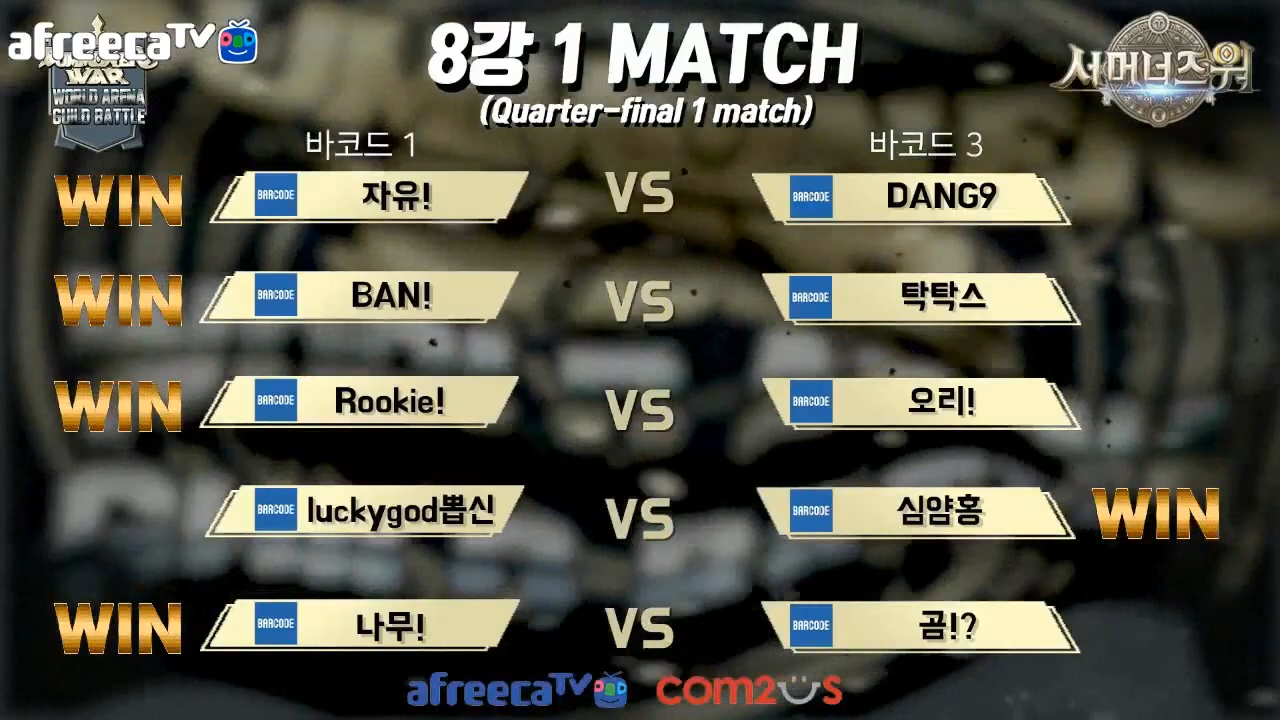 afreecaTV
WAR
WORLD ARENA
GUILD BATTLE
8강 1 MATCH
(Quarter-final 1 match)
서머너즈워
바코드 1
바코드 3
WIN BARCODE 자유! VS BARCODE DANG9
WIN BARCODE BAN! VS BARCODE 탁탁스
WIN BARCODE Rookie! VS BARCODE 오리!
BARCODE luckygod뽑신 VS BARCODE 심얌홍 WIN
WIN BARCODE 나무! VS BARCODE 곰!?
afreecaTV com2us